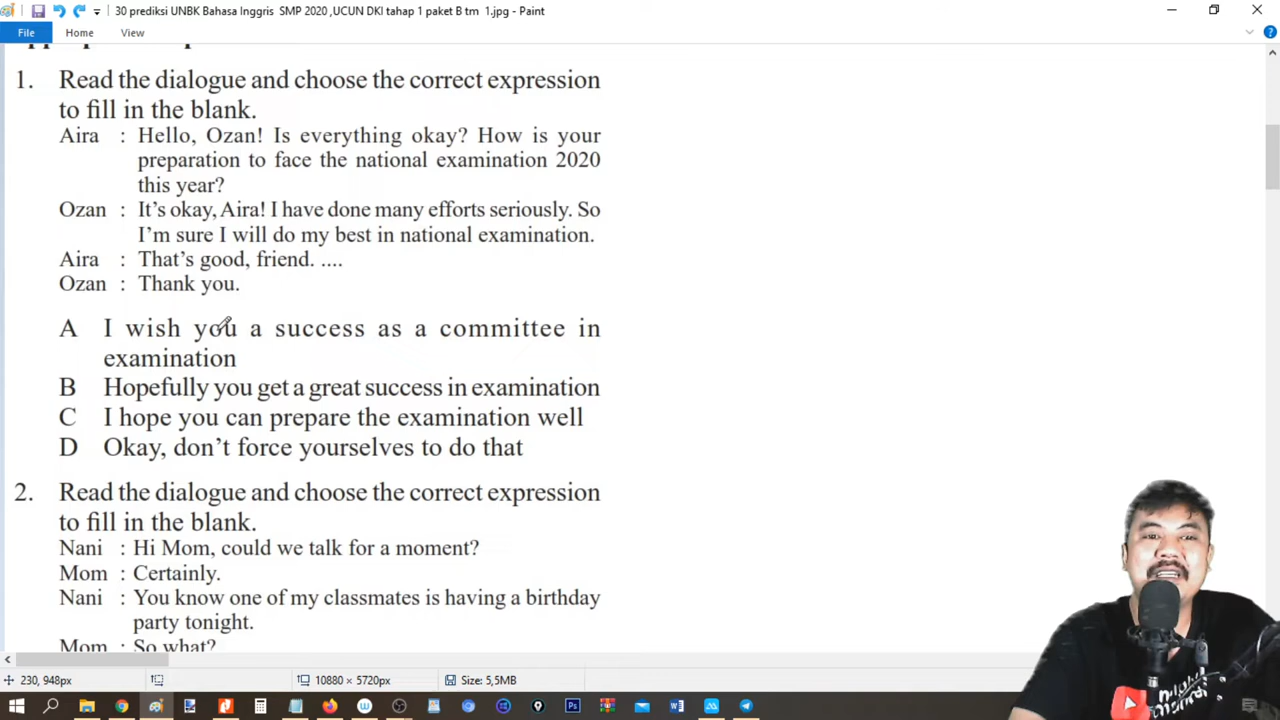 30 prediksi UNBK Bahasa Inggris SMP 2020 ,UCUN DKI tahap 1 paket B tm 1.jpg - Paint
File Home View
1. Read the dialogue and choose the correct expression
to fill in the blank.
Aira : Hello, Ozan! Is everything okay? How is your
preparation to face the national examination 2020
this year?
Ozan : It's okay, Aira! I have done many efforts seriously. So
I'm sure I will do my best in national examination.
Aira : That's good, friend. ....
Ozan : Thank you.
A I wish you a success as a committee in
examination
B Hopefully you get a great success in examination
C I hope you can prepare the examination well
D Okay, don't force yourselves to do that
2. Read the dialogue and choose the correct expression
to fill in the blank.
Nani : Hi Mom, could we talk for a moment?
Mom : Certainly.
Nani : You know one of my classmates is having a birthday
party tonight.
Mom : So what?
230, 948px
10880 × 5720px
Size: 5,5MB